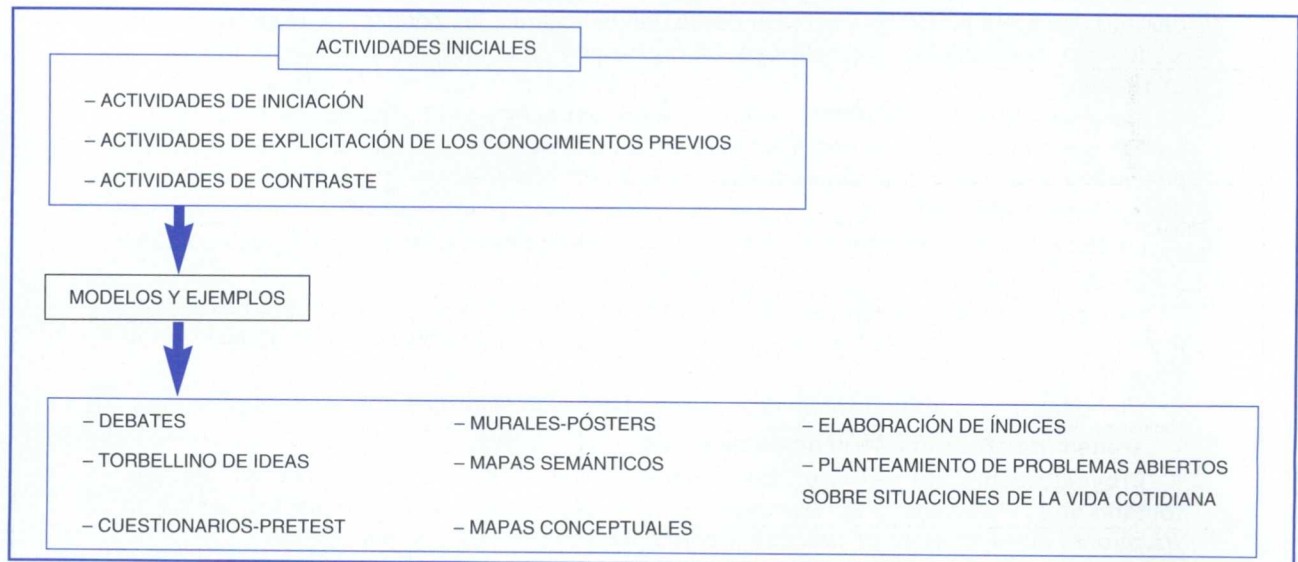 ACTIVIDADES INICIALES
– ACTIVIDADES DE INICIACIÓN
– ACTIVIDADES DE EXPLICITACIÓN DE LOS CONOCIMIENTOS PREVIOS
– ACTIVIDADES DE CONTRASTE
MODELOS Y EJEMPLOS
– DEBATES
– TORBELLINO DE IDEAS
– CUESTIONARIOS-PRETEST
– MURALES-PÓSTERS
– MAPAS SEMÁNTICOS
– MAPAS CONCEPTUALES
– ELABORACIÓN DE ÍNDICES
– PLANTEAMIENTO DE PROBLEMAS ABIERTOS
SOBRE SITUACIONES DE LA VIDA COTIDIANA